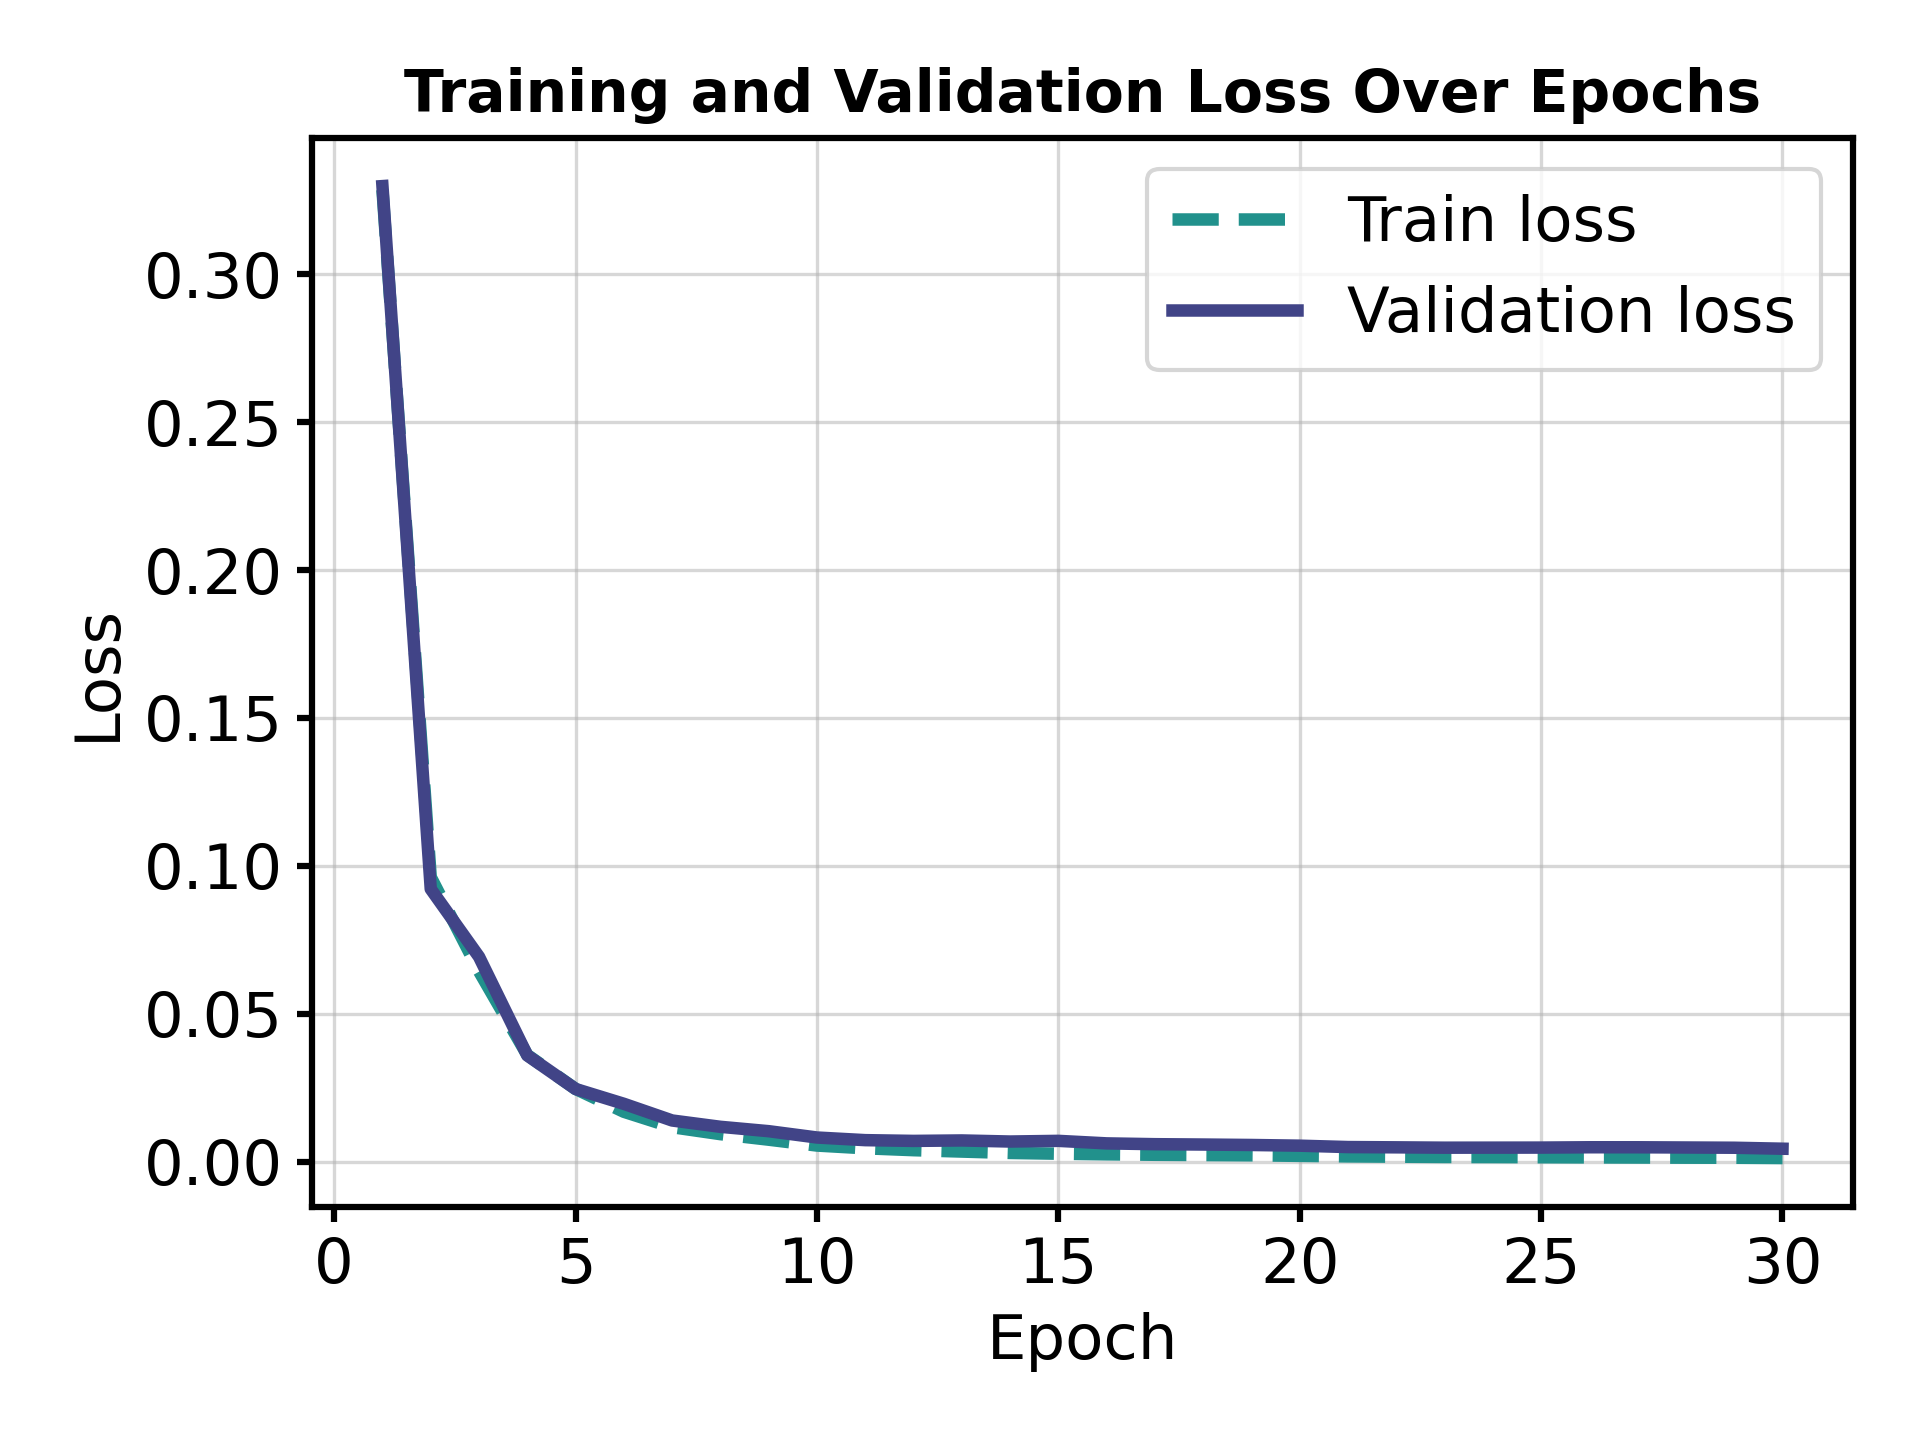 Training and Validation Loss Over Epochs
Train loss
Validation loss
0.30
0.25
0.20
0.15
0.10
0.05
0.00
Loss
0 5 10 15 20 25 30
Epoch